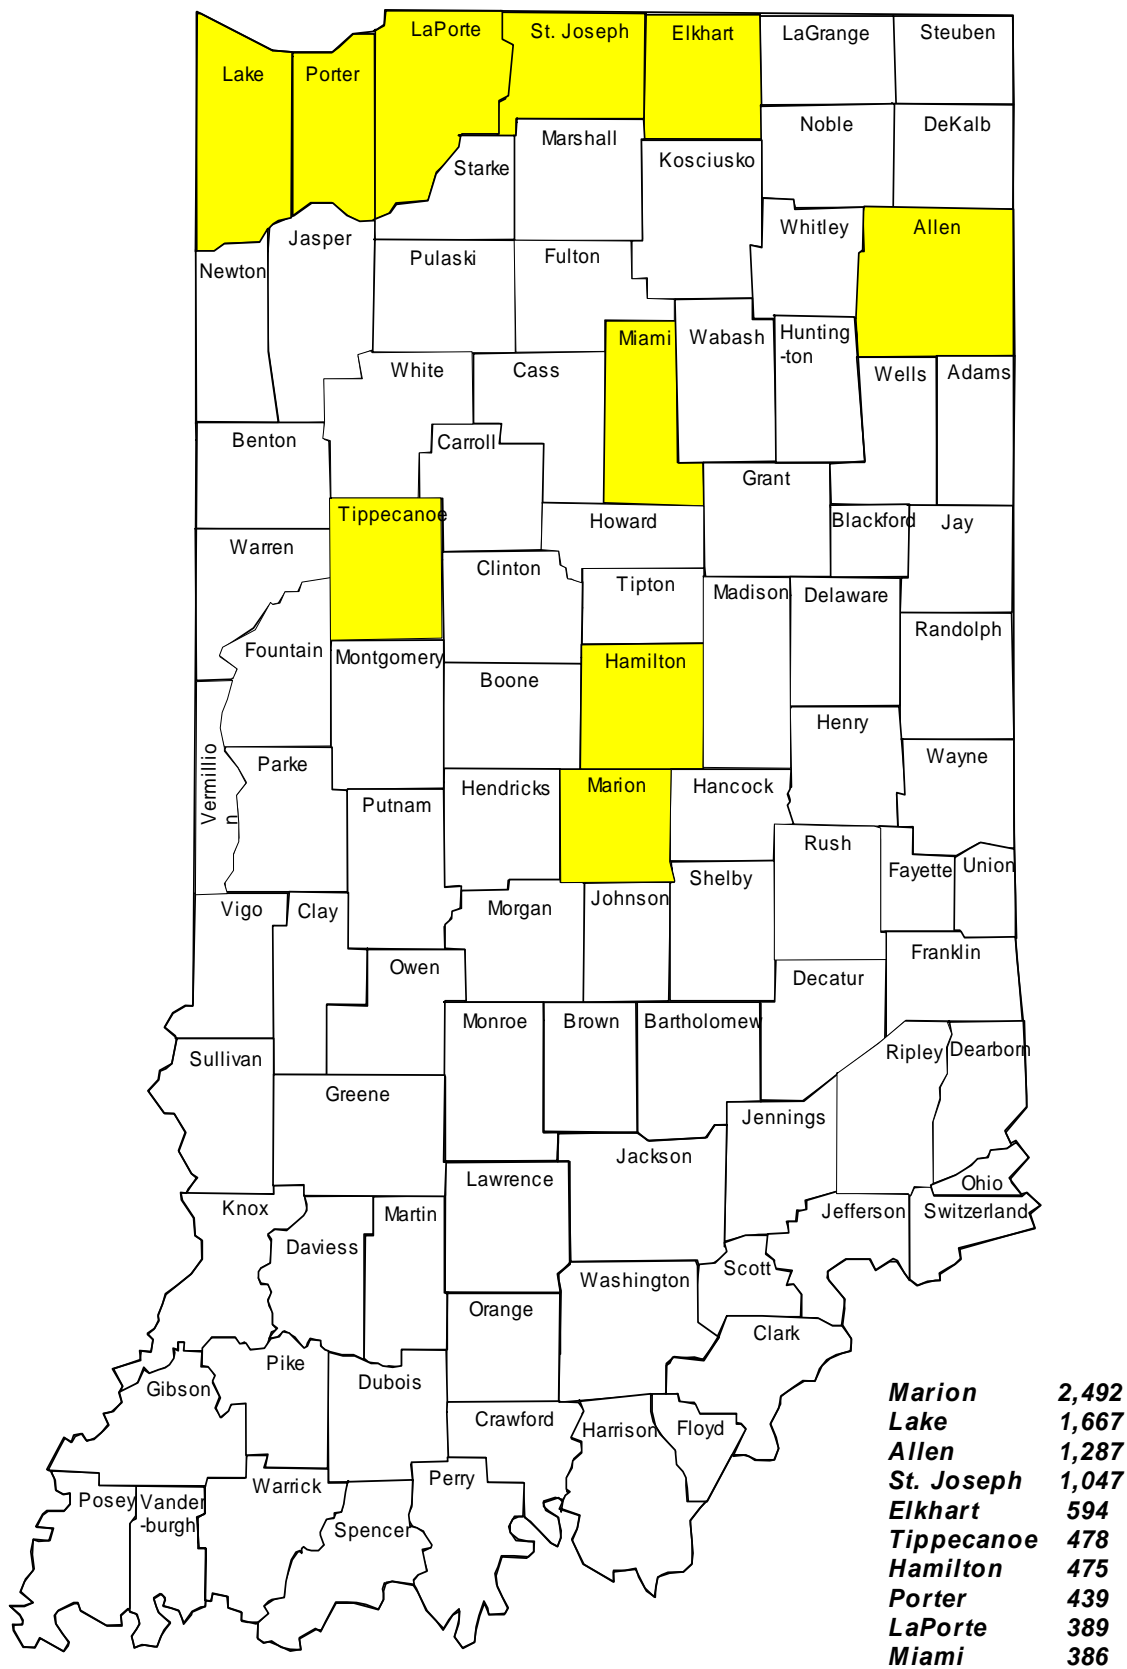 LaPorte
St. Joseph
Elkhart
LaGrange
Steuben
Lake
Porter
Noble
DeKalb
Marshall
Starke
Kosciusko
Jasper
Whitley
Allen
Newton
Pulaski
Fulton
Miami
Wabash
Hunting
-ton
White
Cass
Wells
Adams
Benton
Carroll
Grant
Tippecanoe
Howard
Blackford
Jay
Warren
Clinton
Tipton
Madison
Delaware
Randolph
Fountain
Montgomery
Hamilton
Boone
Henry
Vermillio
n
Parke
Wayne
Putnam
Hendricks
Marion
Hancock
Rush
Fayette
Union
Vigo
Clay
Morgan
Johnson
Shelby
Owen
Decatur
Franklin
Monroe
Brown
Bartholomew
Sullivan
Ripley
Dearborn
Greene
Jennings
Jackson
Lawrence
Ohio
Knox
Martin
Jefferson
Switzerland
Daviess
Washington
Scott
Orange
Clark
Pike
Gibson
Dubois
Crawford
Harrison
Floyd
Warrick
Perry
Posey
Vander
-burgh
Spencer
Marion 2,492
Lake 1,667
Allen 1,287
St. Joseph 1,047
Elkhart 594
Tippecanoe 478
Hamilton 475
Porter 439
LaPorte 389
Miami 386